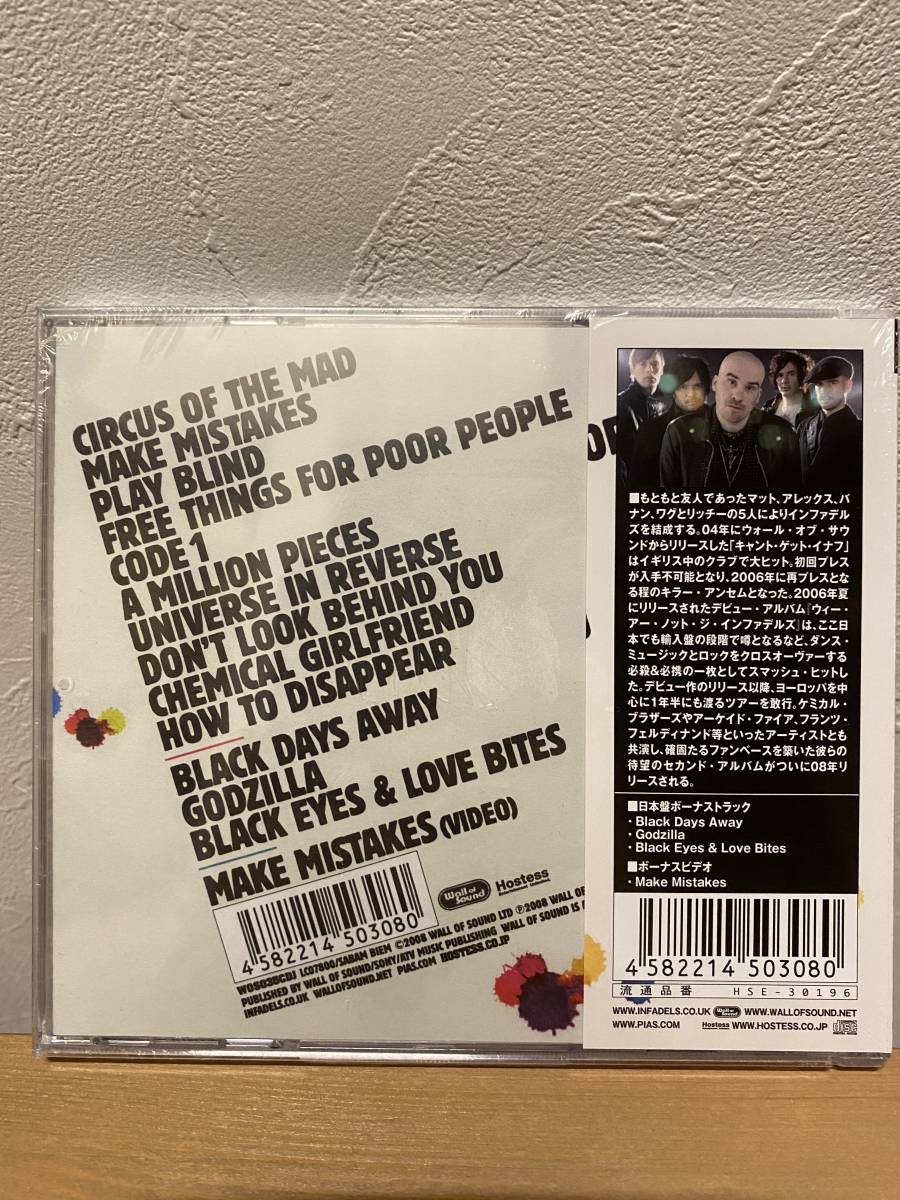 CIRCUS OF THE MAD
MAKE MISTAKES
PLAY BLIND
FREE THINGS FOR POOR PEOPLE
CODE 1
A MILLION PIECES
UNIVERSE IN REVERSE
DON'T LOOK BEHIND YOU
CHEMICAL GIRLFRIEND
HOW TO DISAPPEAR
BLACK DAYS AWAY
GODZILLA
BLACK EYES & LOVE BITES
MAKE MISTAKES (VIDEO)
4 582214 503080
Wall of Sound
Hostess
Entertainment Unlimited.
WOS035CDJ LC07800/SABAM BIEM ©2008 WALL OF SOUND LTD ℗2008 WALL OF
PUBLISHED BY WALL OF SOUND/SONY/ATV MUSIC PUBLISHING WALL OF SOUND IS
INFADELS.CO.UK WALLOFSOUND.NET PIAS.COM HOSTESS.CO.JP
■もともと友人であったマット、アレックス、バ
ナン、ワグとリッチーの5人によりインファデル
ズを結成する。04年にウォール・オブ・サウ
ンドからリリースした「キャント・ゲット・イナフ」
はイギリス中のクラブで大ヒット。初回プレス
が入手不可能となり、2006年に再プレスとな
る程のキラー・アンセムとなった。2006年夏
にリリースされたデビュー・アルバム『ウィー・
アー・ノット・ジ・インファデルズ』は、ここ日
本でも輸入盤の段階で噂となるなど、ダンス・
ミュージックとロックをクロスオーヴァーする
必殺&必携の一枚としてスマッシュ・ヒットし
た。デビュー作のリリース以降、ヨーロッパを中
心に1年半にも渡るツアーを敢行。ケミカル・
ブラザーズやアーケイド・ファイア、フランツ・
フェルディナンド等といったアーティストとも
共演し、確固たるファンベースを築いた彼らの
待望のセカンド・アルバムがついに08年リ
リースされる。
■日本盤ボーナストラック
・Black Days Away
・Godzilla
・Black Eyes & Love Bites
■ボーナスビデオ
・Make Mistakes
4 582214 503080
流通品番 HSE-30196
WWW.INFADELS.CO.UK Wall of Sound WWW.WALLOFSOUND.NET
WWW.PIAS.COM Hostess WWW.HOSTESS.CO.JP